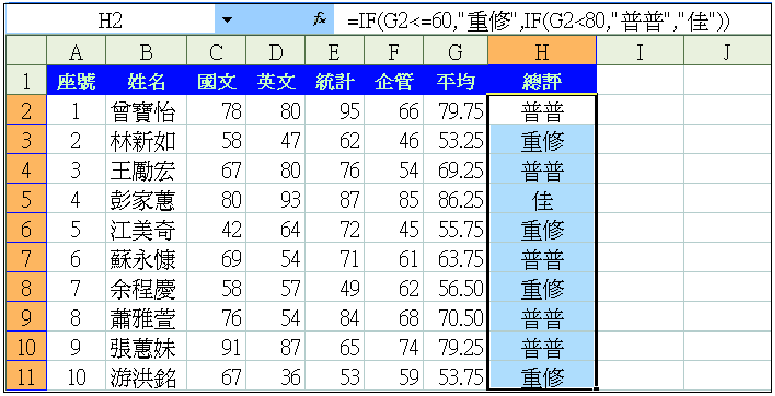 H2 fx =IF(G2<=60,"重修",IF(G2<80,"普普","佳"))
A B C D E F G H I J
1 座號 姓名 國文 英文 統計 企管 平均 總評
2 1 曾寶怡 78 80 95 66 79.75 普普
3 2 林新如 58 47 62 46 53.25 重修
4 3 王勵宏 67 80 76 54 69.25 普普
5 4 彭家蕙 80 93 87 85 86.25 佳
6 5 江美奇 42 64 72 45 55.75 重修
7 6 蘇永慷 69 54 71 61 63.75 普普
8 7 余程慶 58 57 49 62 56.50 重修
9 8 蕭雅萱 76 54 84 68 70.50 普普
10 9 張蕙妹 91 87 65 74 79.25 普普
11 10 游洪銘 67 36 53 59 53.75 重修